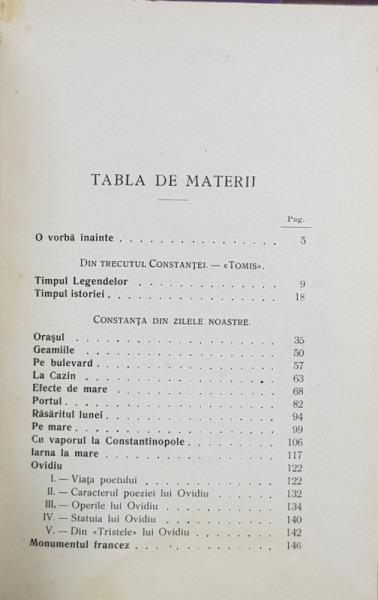 TABLA DE MATERII
Pag.
O vorbă înainte . . . . . . . . . . . . . . . . 5
DIN TRECUTUL CONSTANȚEI. — «TOMIS».
Timpul Legendelor . . . . . . . . . . . . . . 9
Timpul istoriei . . . . . . . . . . . . . . . . . 18
CONSTANȚA DIN ZILELE NOASTRE.
Orașul . . . . . . . . . . . . . . . . . . 35
Geamiile . . . . . . . . . . . . . . . . . 50
Pe bulevard . . . . . . . . . . . . . . . 57
La Cazin . . . . . . . . . . . . . . . . 63
Efecte de mare . . . . . . . . . . . . . . 68
Portul . . . . . . . . . . . . . . . . . . 82
Răsăritul lunei . . . . . . . . . . . . . . 94
Pe mare . . . . . . . . . . . . . . . . . 99
Cu vaporul la Constantinopole . . . . . . . . 106
Iarna la mare . . . . . . . . . . . . . . . 117
Ovidiu 122
I. — Viața poetului . . . . . . . . . . . . 122
II. — Caracterul poeziei lui Ovidiu . . . . . . 132
III. — Operile lui Ovidiu . . . . . . . . . . 134
IV. — Statuia lui Ovidiu . . . . . . . . . . 140
V. — Din «Tristele» lui Ovidiu . . . . . . . . 142
Monumentul francez . . . . . . . . . . . . . 146